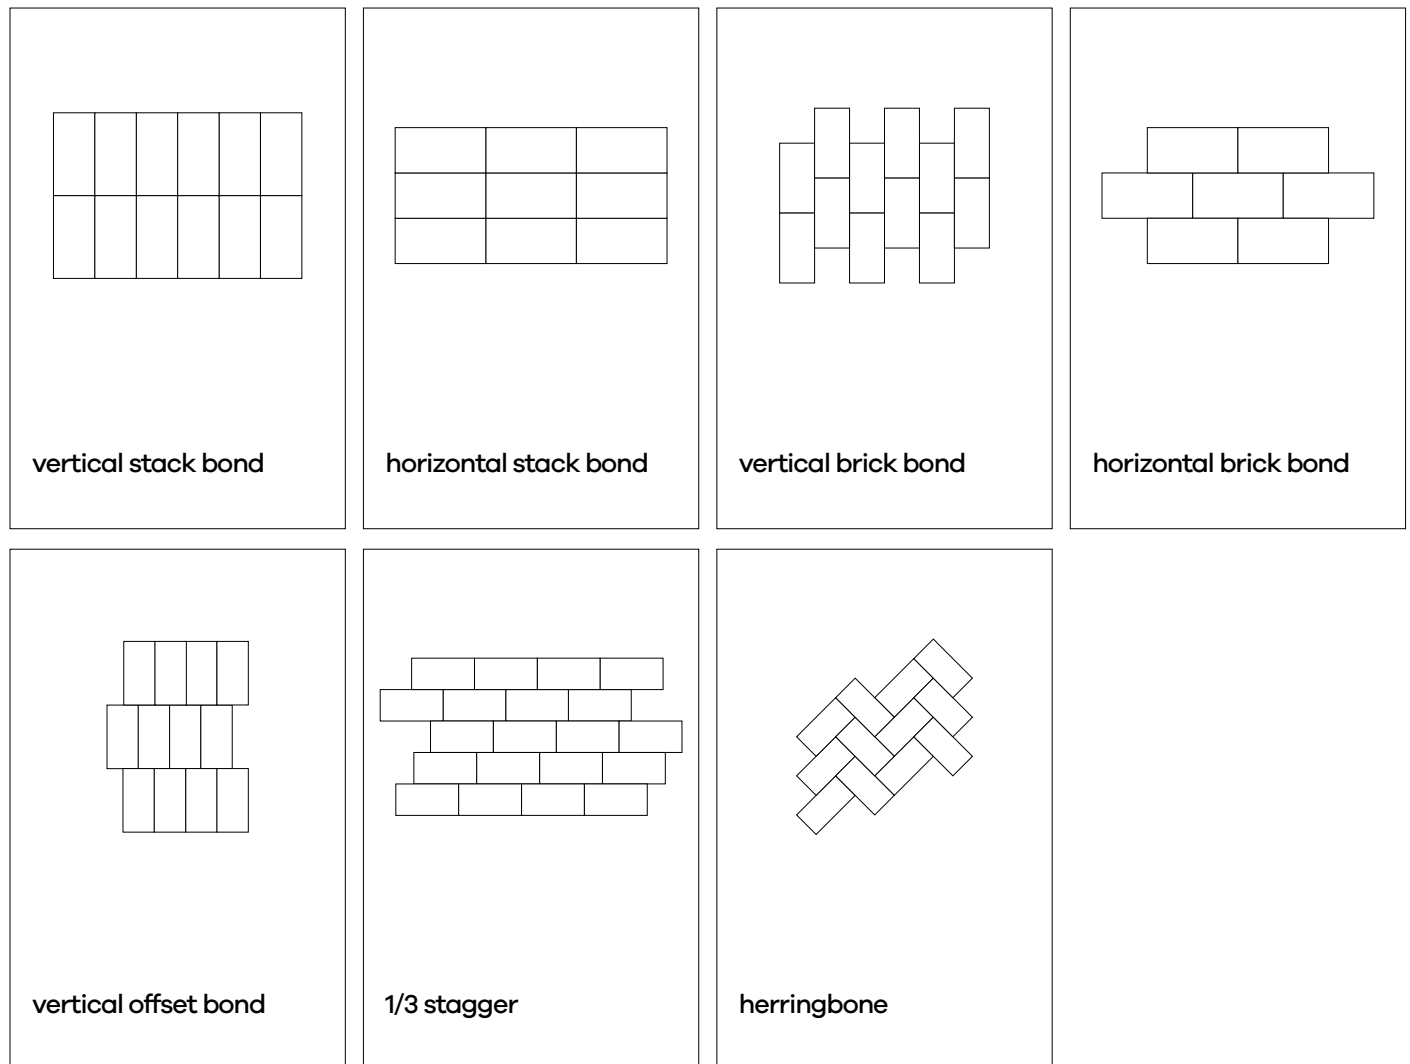 vertical stack bond
horizontal stack bond
vertical brick bond
horizontal brick bond
vertical offset bond
1/3 stagger
herringbone